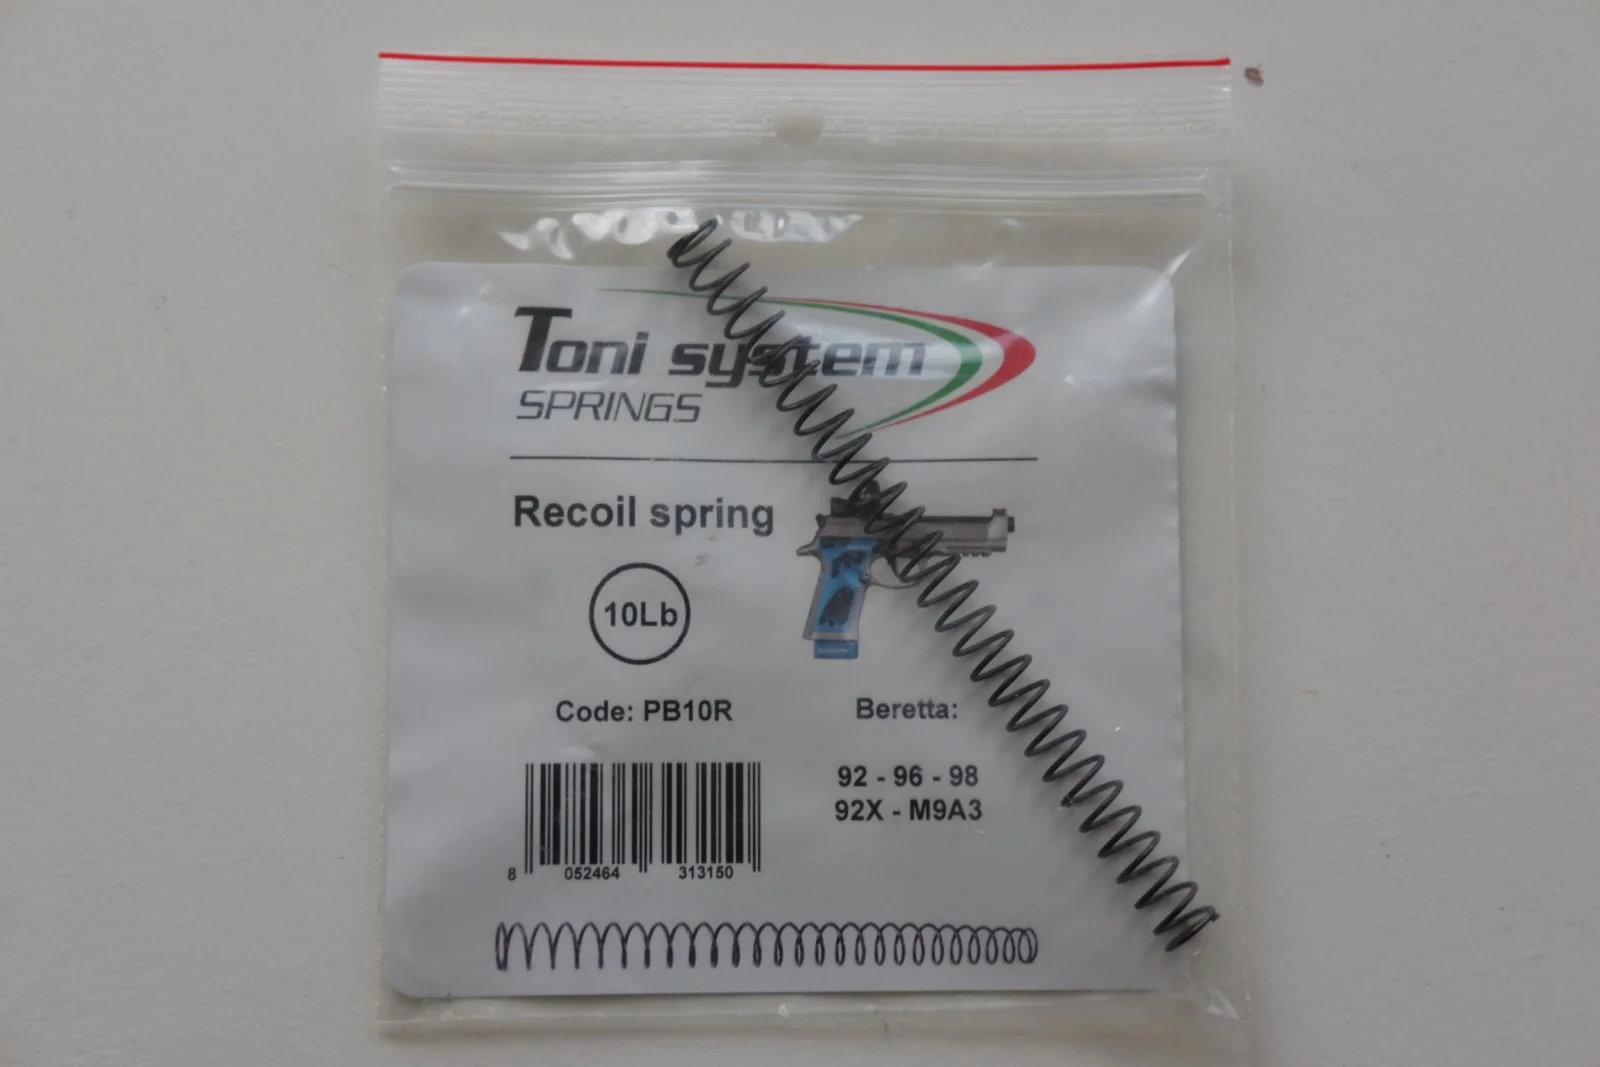 Toni system
SPRINGS
Recoil spring
10Lb
Code: PB10R
Beretta:
92 - 96 - 98
92X - M9A3
8 052464 313150